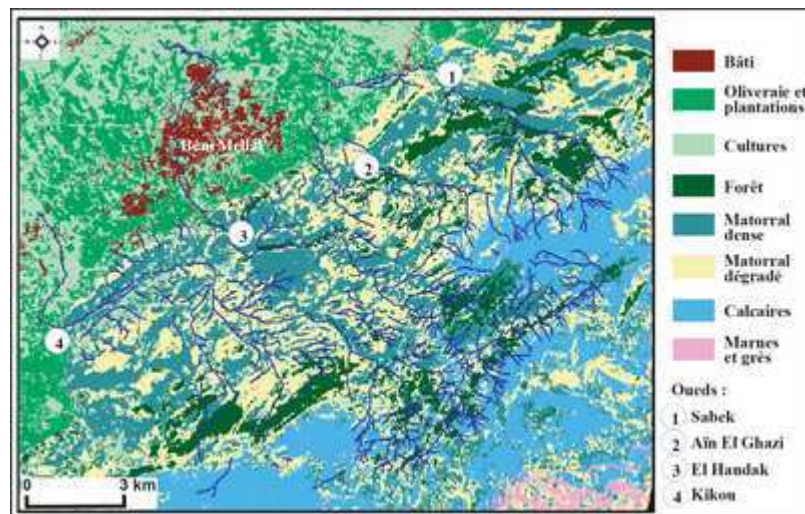 Béni Mellal
1
2
3
4
0 3 km
Bâti
Oliveraie et
plantations
Cultures
Forêt
Matorral
dense
Matorral
dégradé
Calcaires
Marnes
et grès
Oueds :
1 Sabek
2 Aïn El Ghazi
3 El Handak
4 Kikou